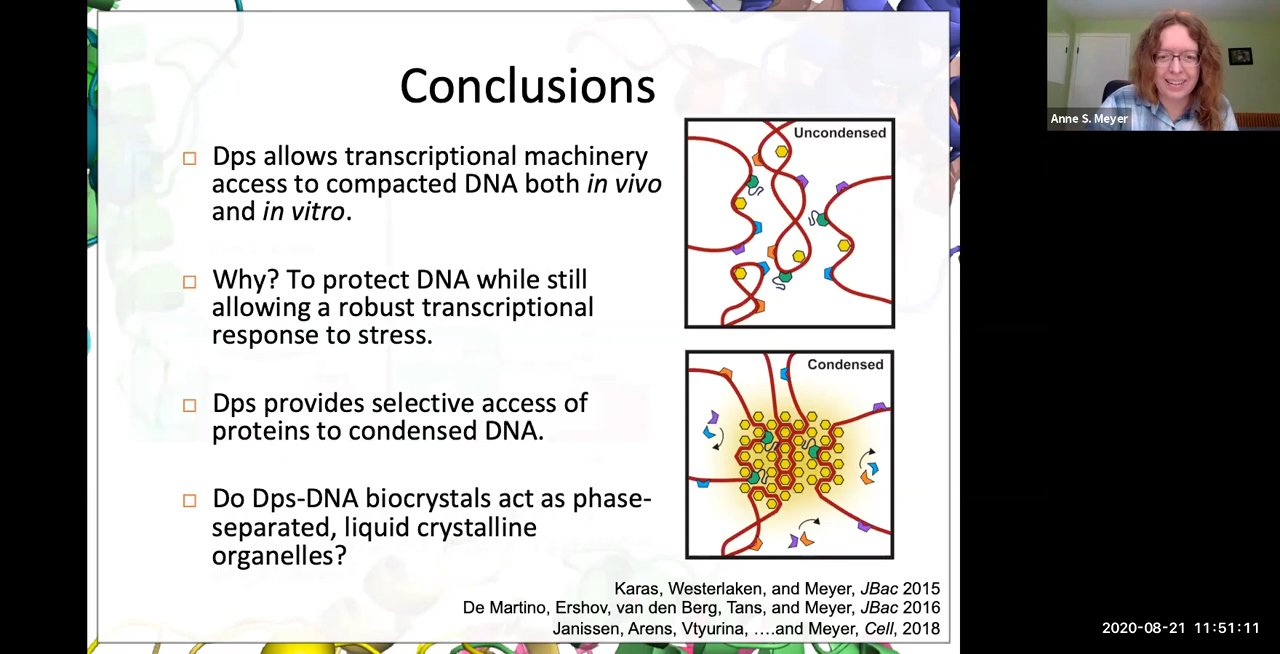 Conclusions
Dps allows transcriptional machinery
access to compacted DNA both in vivo
and in vitro.
Why? To protect DNA while still
allowing a robust transcriptional
response to stress.
Dps provides selective access of
proteins to condensed DNA.
Do Dps-DNA biocrystals act as phase-
separated, liquid crystalline
organelles?
Uncondensed
Condensed
Karas, Westerlaken, and Meyer, JBac 2015
De Martino, Ershov, van den Berg, Tans, and Meyer, JBac 2016
Janissen, Arens, Vtyurina, ....and Meyer, Cell, 2018
Anne S. Meyer
2020-08-21 11:51:11